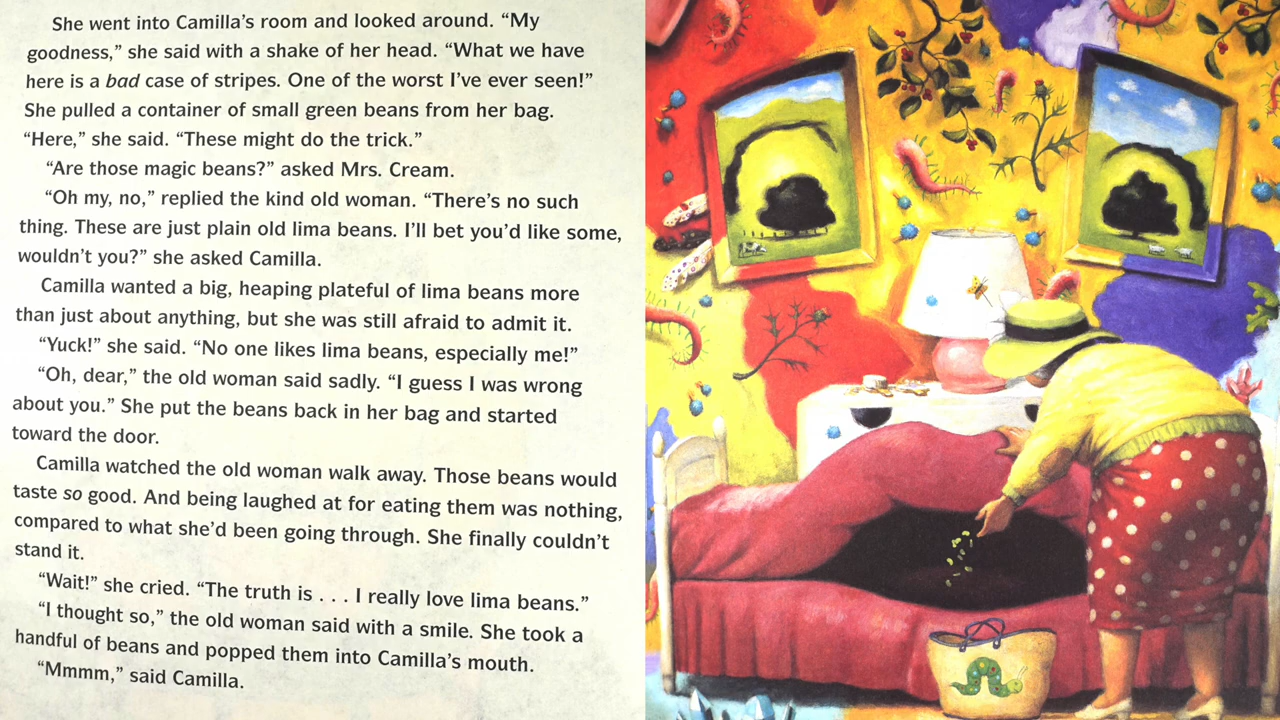 She went into Camilla's room and looked around. “My
goodness,” she said with a shake of her head. “What we have
here is a bad case of stripes. One of the worst I've ever seen!”
She pulled a container of small green beans from her bag.
“Here,” she said. “These might do the trick.”
“Are those magic beans?” asked Mrs. Cream.
“Oh my, no,” replied the kind old woman. “There's no such
thing. These are just plain old lima beans. I'll bet you'd like some,
wouldn't you?” she asked Camilla.
Camilla wanted a big, heaping plateful of lima beans more
than just about anything, but she was still afraid to admit it.
“Yuck!” she said. “No one likes lima beans, especially me!”
“Oh, dear,” the old woman said sadly. “I guess I was wrong
about you.” She put the beans back in her bag and started
toward the door.
Camilla watched the old woman walk away. Those beans would
taste so good. And being laughed at for eating them was nothing,
compared to what she'd been going through. She finally couldn't
stand it.
“Wait!” she cried. “The truth is . . . I really love lima beans.”
“I thought so,” the old woman said with a smile. She took a
handful of beans and popped them into Camilla's mouth.
“Mmmm,” said Camilla.